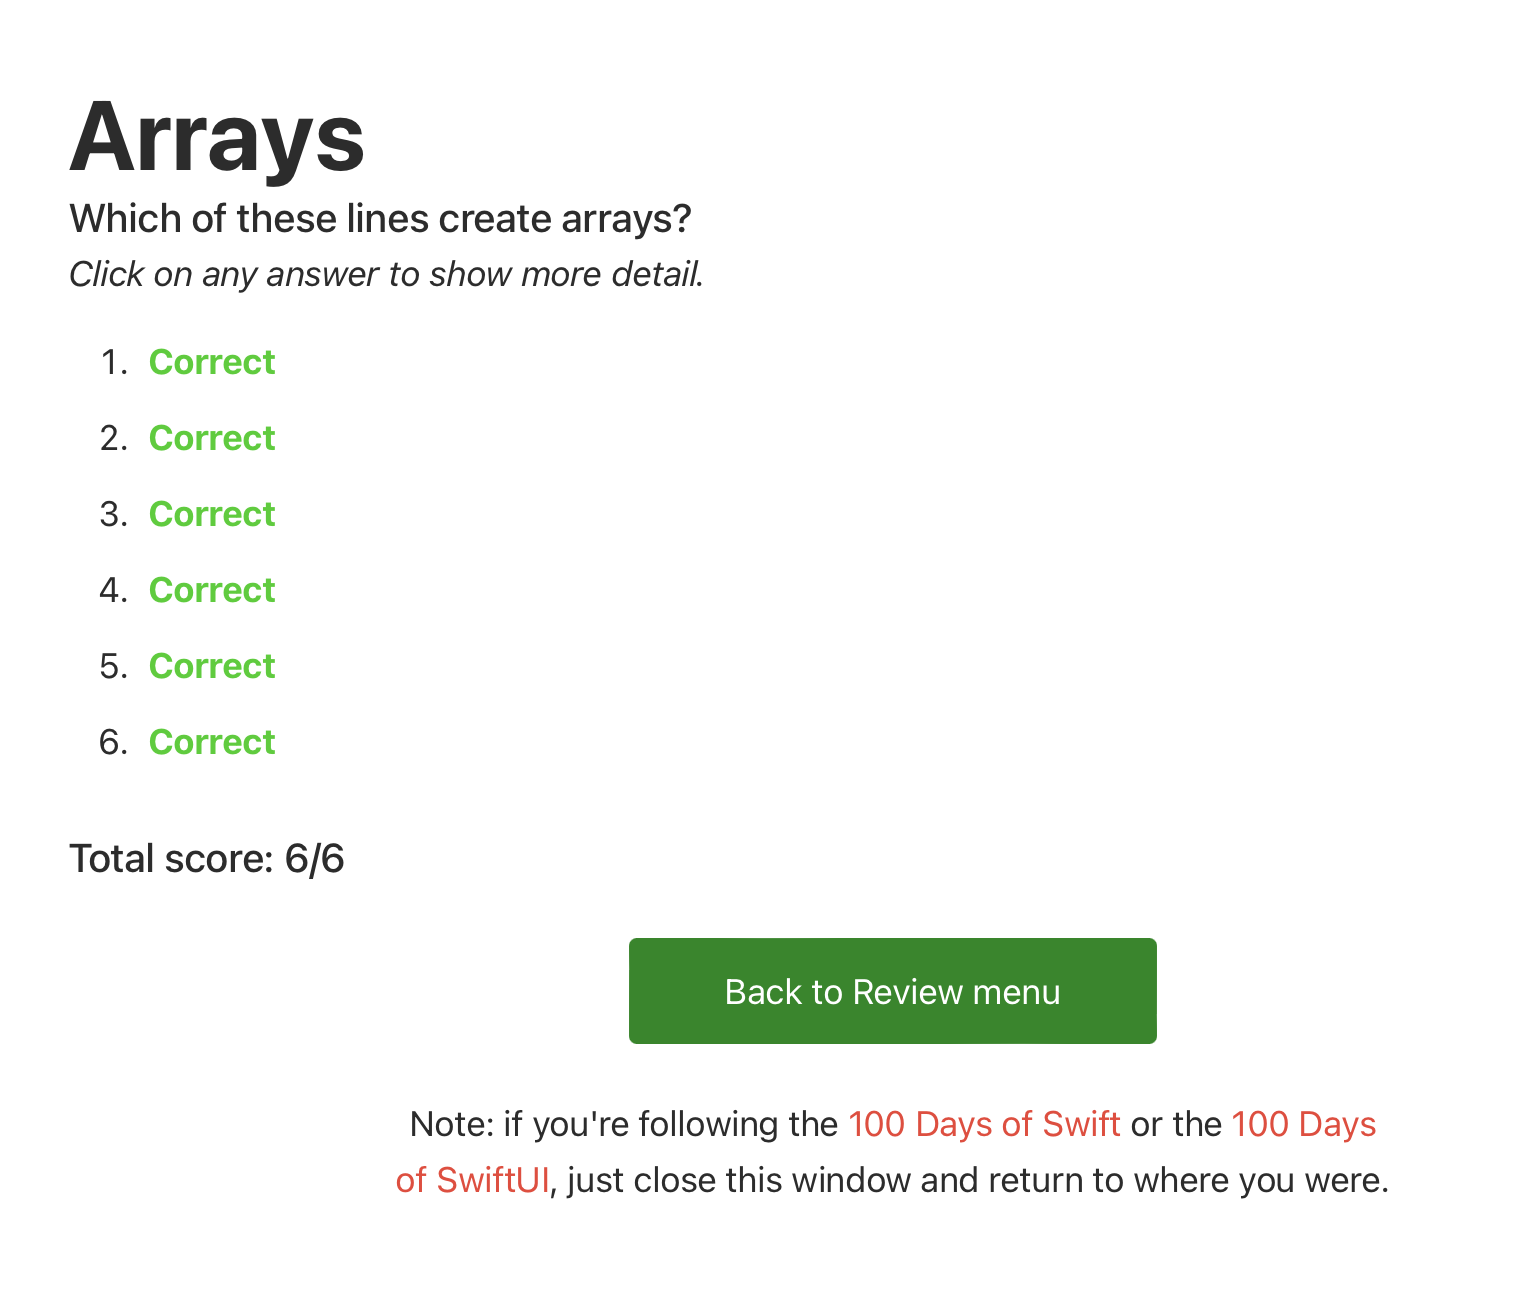 Arrays
Which of these lines create arrays?
Click on any answer to show more detail.
1. Correct
2. Correct
3. Correct
4. Correct
5. Correct
6. Correct
Total score: 6/6
Back to Review menu
Note: if you're following the 100 Days of Swift or the 100 Days
of SwiftUI, just close this window and return to where you were.